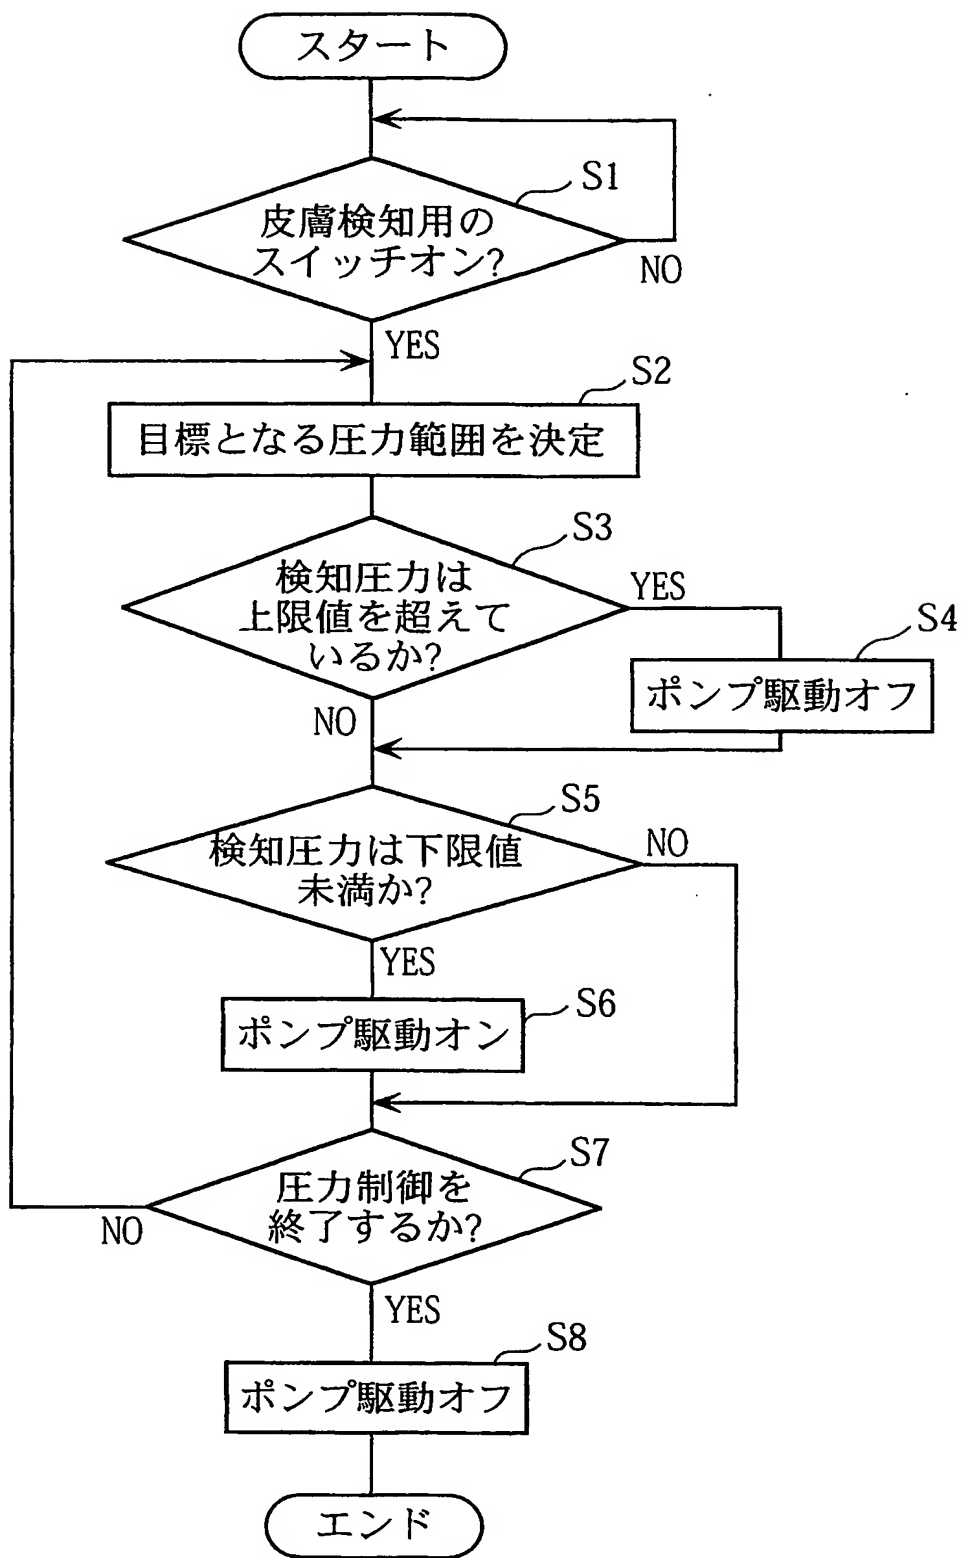 スタート
S1
皮膚検知用の
スイッチオン?
NO
YES
S2
目標となる圧力範囲を決定
S3
検知圧力は
上限値を超えて
いるか?
YES
S4
ポンプ駆動オフ
NO
S5
検知圧力は下限値
未満か?
NO
YES
S6
ポンプ駆動オン
S7
圧力制御を
終了するか?
NO
YES
S8
ポンプ駆動オフ
エンド